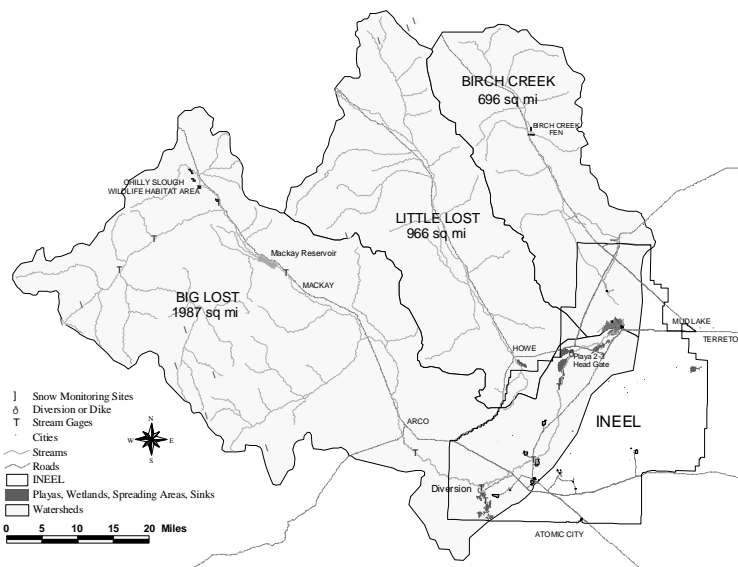 BIRCH CREEK
696 sq mi
BIRCH CREEK
FEN
CHILLY SLOUGH
WILDLIFE HABITAT AREA
LITTLE LOST
966 sq mi
Mackay Reservoir
MACKAY
BIG LOST
1987 sq mi
MUD LAKE
TERRETO
HOWE
Playa 2-3
Head Gate
ARCO
INEEL
Diversion
ATOMIC CITY
Snow Monitoring Sites
Diversion or Dike
T Stream Gages
Cities
Streams
Roads
INEEL
Playas, Wetlands, Spreading Areas, Sinks
Watersheds
N
W E
S
0 5 10 15 20 Miles